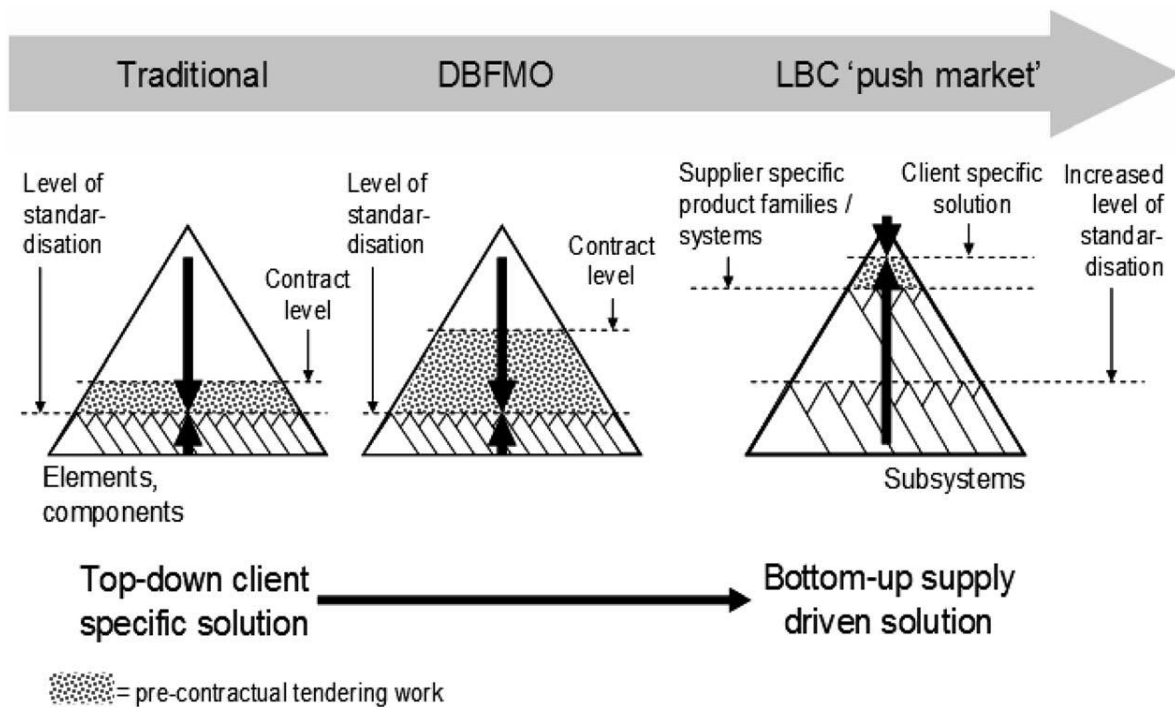 Traditional
DBFMO
LBC 'push market'
Level of
standar-
disation
Contract
level
Level of
standar-
disation
Contract
level
Supplier specific
product families /
systems
Client specific
solution
Increased
level of
standar-
disation
Elements,
components
Subsystems
Top-down client
specific solution
Bottom-up supply
driven solution
= pre-contractual tendering work